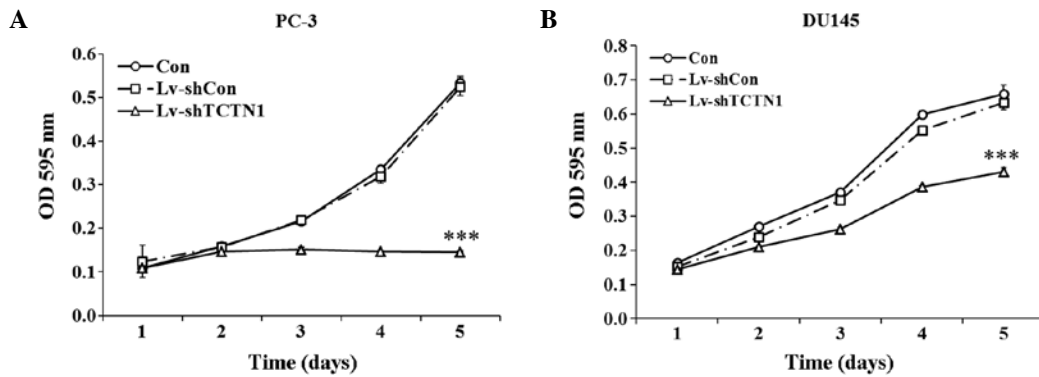 A
PC-3
0.6
0.5
0.4
0.3
0.2
0.1
0.0
OD 595 nm
Con
Lv-shCon
Lv-shTCTN1
***
1 2 3 4 5
Time (days)
B
DU145
0.8
0.7
0.6
0.5
0.4
0.3
0.2
0.1
0.0
OD 595 nm
Con
Lv-shCon
Lv-shTCTN1
***
1 2 3 4 5
Time (days)